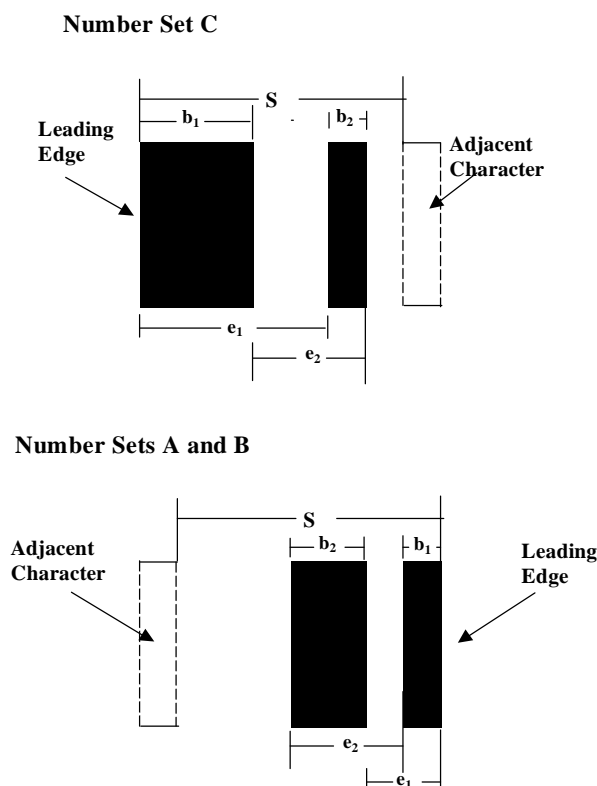 Number Set C
S
b₁
b₂
Leading
Edge
Adjacent
Character
e₁
e₂
Number Sets A and B
S
b₂
b₁
Adjacent
Character
Leading
Edge
e₂
e₁